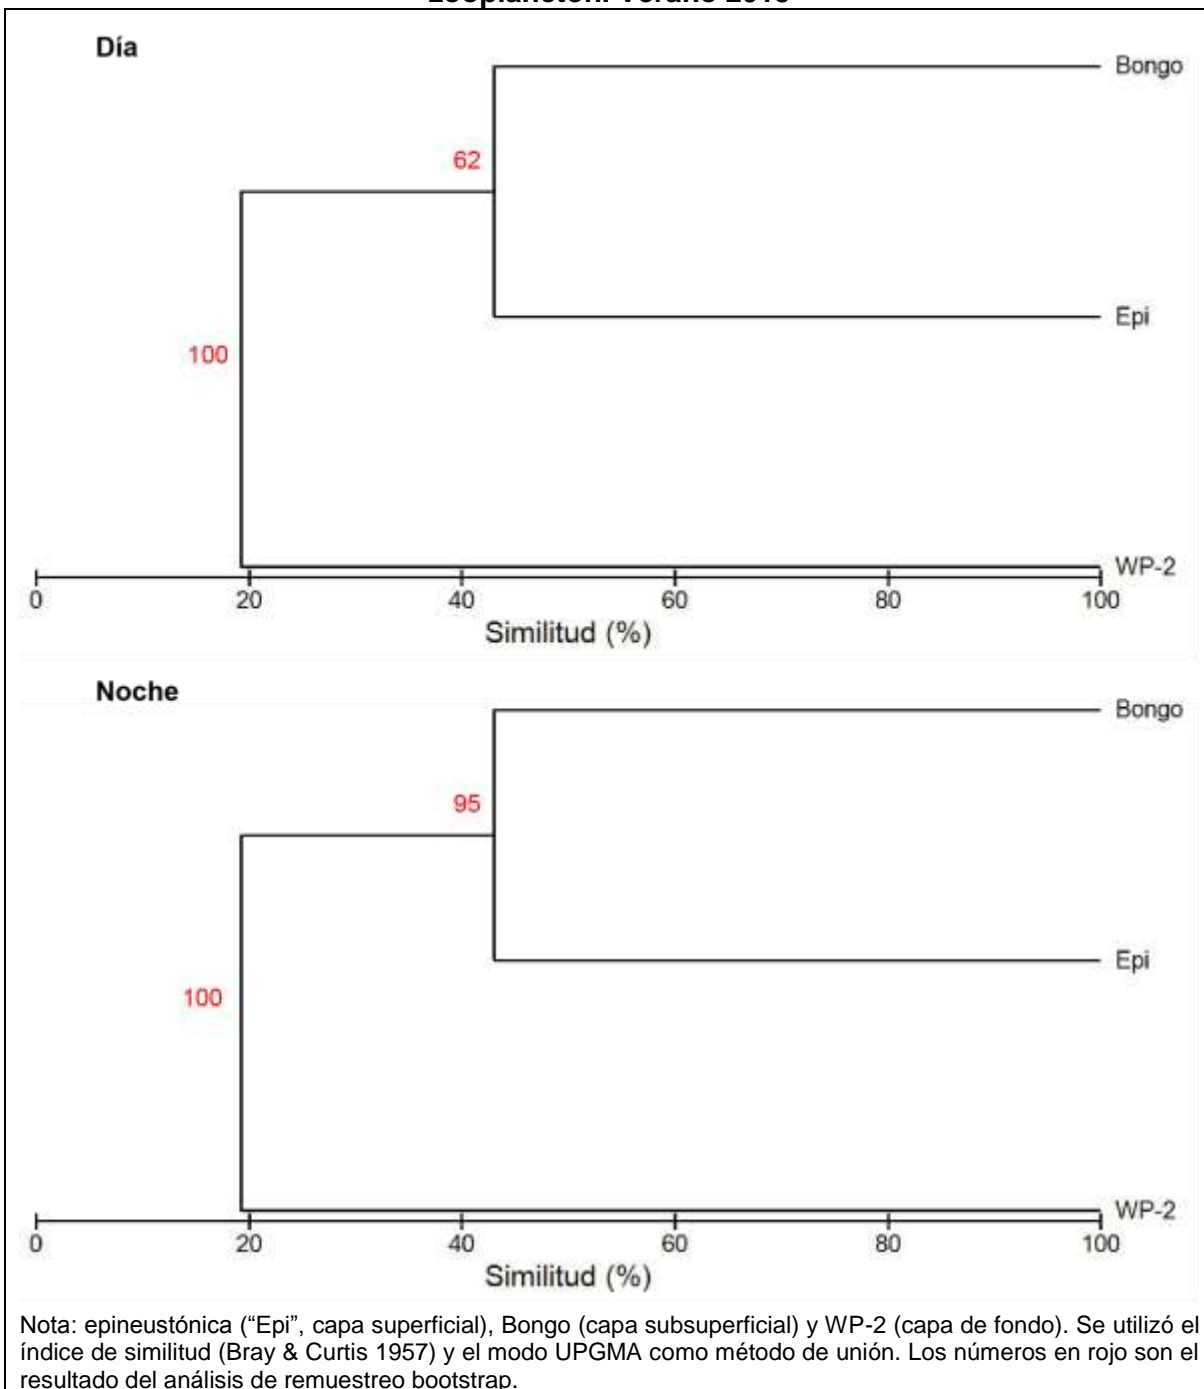 Día
Bongo
62
Epi
100
WP-2
0 20 40 60 80 100
Similitud (%)
Noche
Bongo
95
Epi
100
WP-2
0 20 40 60 80 100
Similitud (%)
Nota: epineustónica (“Epi”, capa superficial), Bongo (capa subsuperficial) y WP-2 (capa de fondo). Se utilizó el
índice de similitud (Bray & Curtis 1957) y el modo UPGMA como método de unión. Los números en rojo son el
resultado del análisis de remuestreo bootstrap.